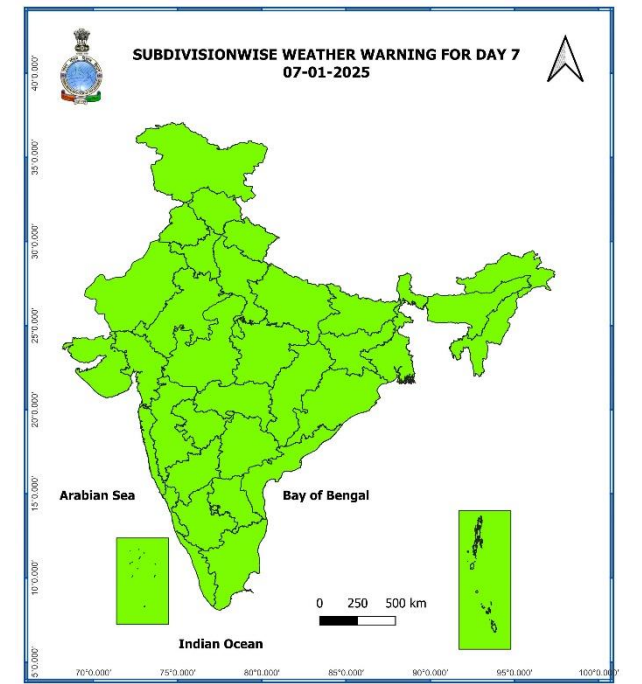 SUBDIVISIONWISE WEATHER WARNING FOR DAY 7
07-01-2025
40°0.000'
35°0.000'
30°0.000'
25°0.000'
20°0.000'
15°0.000'
10°0.000'
5°0.000'
Arabian Sea
Bay of Bengal
0 250 500 km
Indian Ocean
70°0.000' 75°0.000' 80°0.000' 85°0.000' 90°0.000' 95°0.000' 100°0.000'